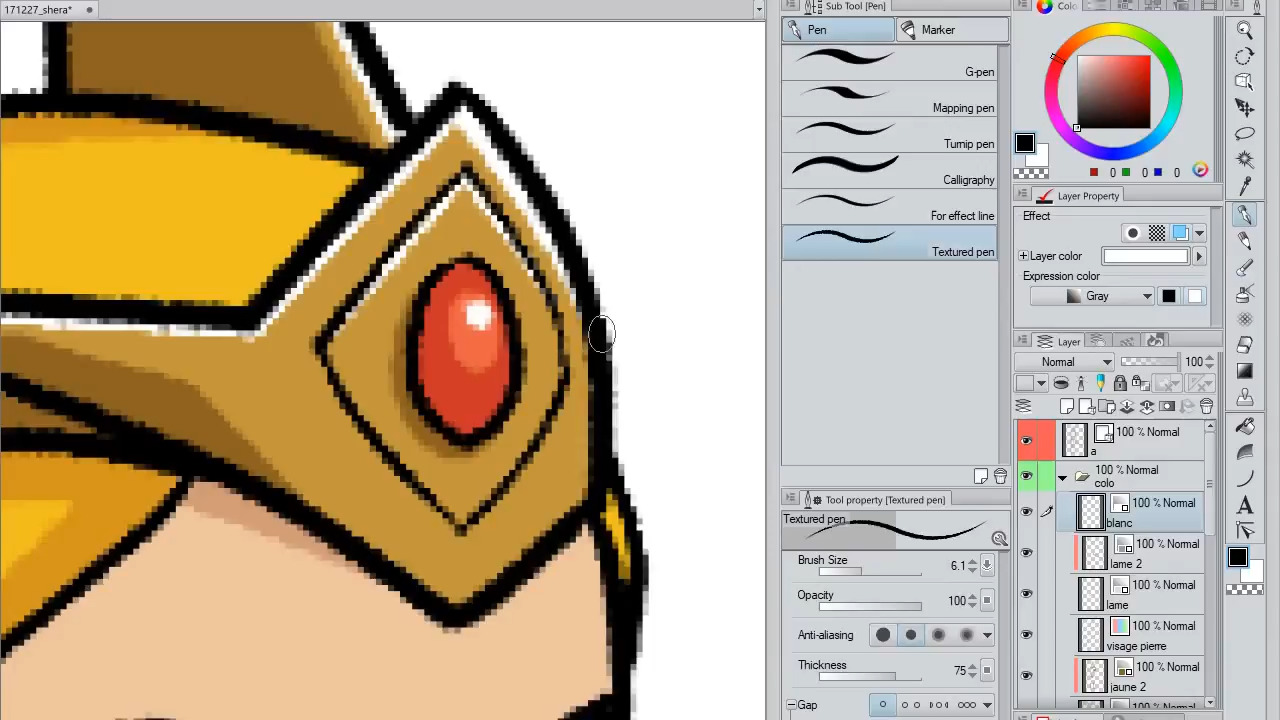 171227_shera*
Sub Tool [Pen]
Colo
Pen
Marker
G-pen
Mapping pen
Turnip pen
Calligraphy
For effect line
Textured pen
0 0 0
Layer Property
Effect
Layer color
Expression color
Gray
Layer
Normal 100
100 % Normal
a
100 % Normal
colo
100 % Normal
blanc
100 % Normal
lame 2
100 % Normal
lame
100 % Normal
visage pierre
100 % Normal
jaune 2
100 % Normal
Tool property [Textured pen]
Textured pen
Brush Size 6.1
Opacity 100
Anti-aliasing
Thickness 75
Gap